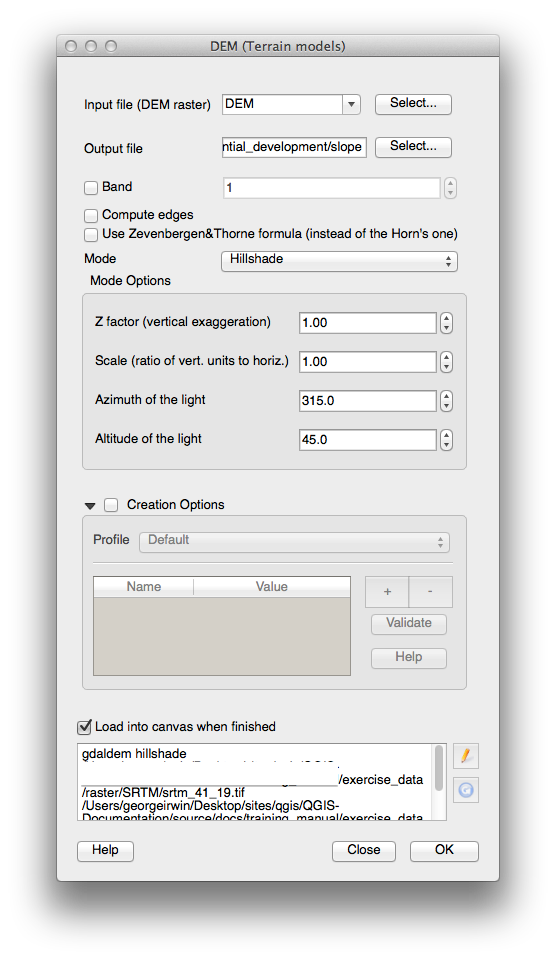 DEM (Terrain models)
Input file (DEM raster) DEM Select...
Output file ntial_development/slope Select...
Band 1
Compute edges
Use Zevenbergen&Thorne formula (instead of the Horn's one)
Mode Hillshade
Mode Options
Z factor (vertical exaggeration) 1.00
Scale (ratio of vert. units to horiz.) 1.00
Azimuth of the light 315.0
Altitude of the light 45.0
Creation Options
Profile Default
Name Value + -
Validate
Help
Load into canvas when finished
gdaldem hillshade
/exercise_data
/raster/SRTM/srtm_41_19.tif
/Users/georgeirwin/Desktop/sites/qgis/QGIS-
Documentation/source/docs/training_manual/exercise_data
Help Close OK